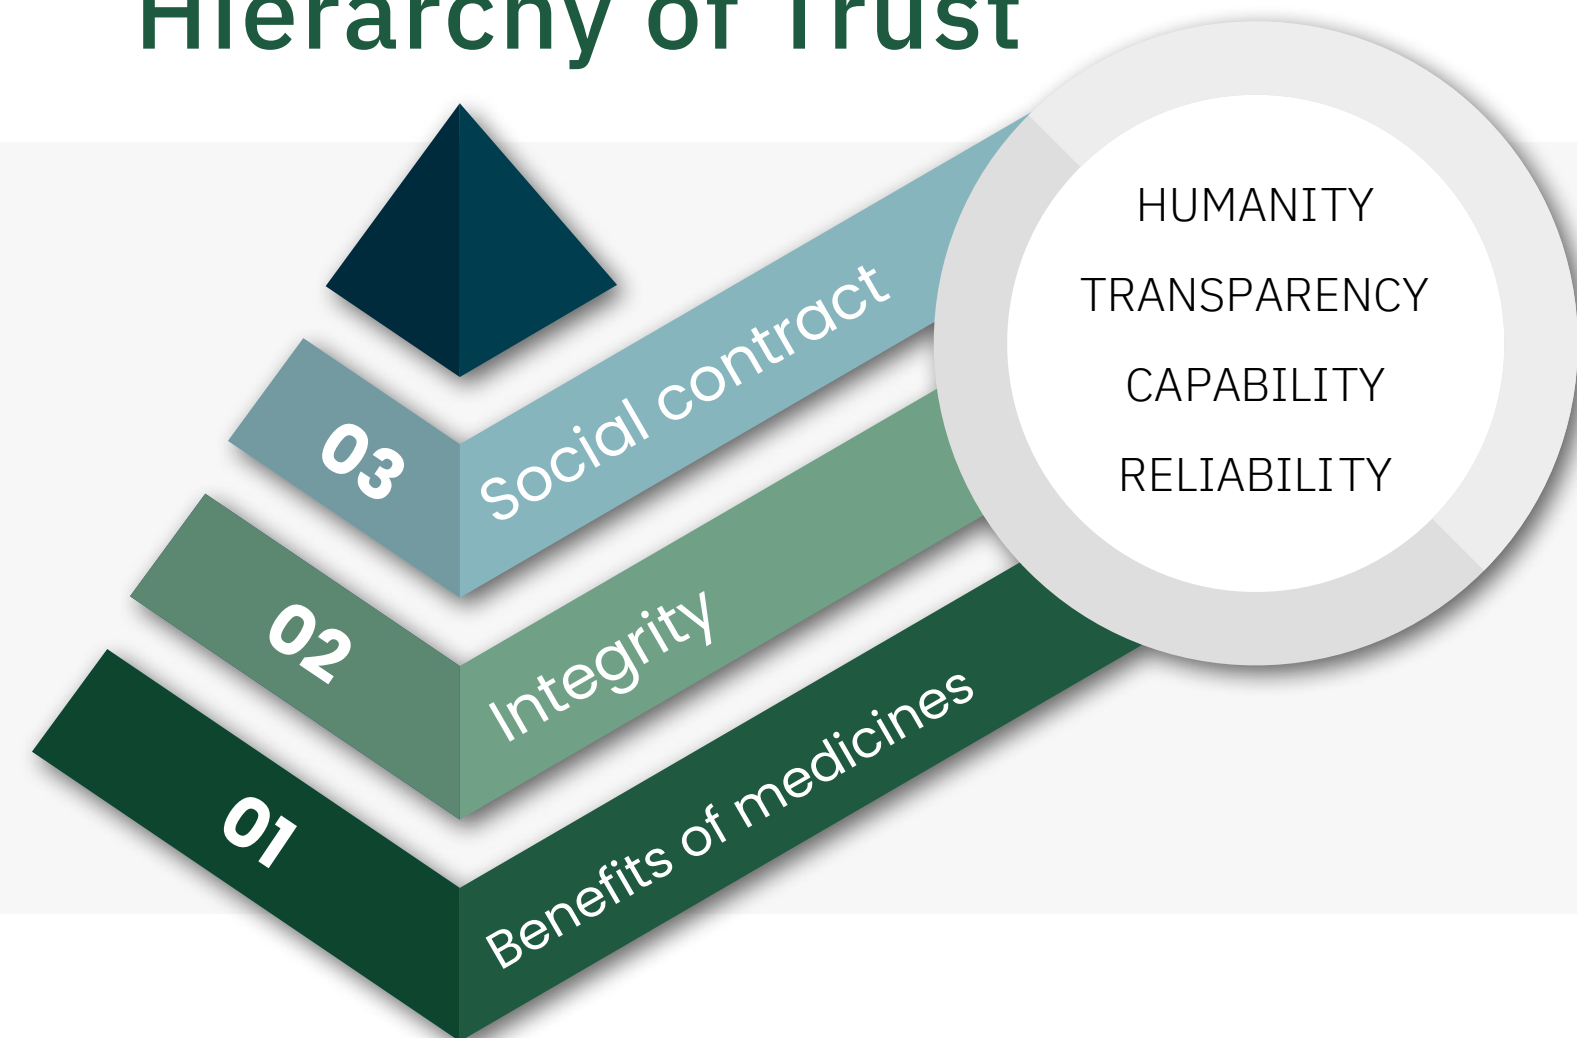 Hierarchy of Trust
HUMANITY
TRANSPARENCY
CAPABILITY
RELIABILITY
03
Social contract
02
Integrity
01
Benefits of medicines